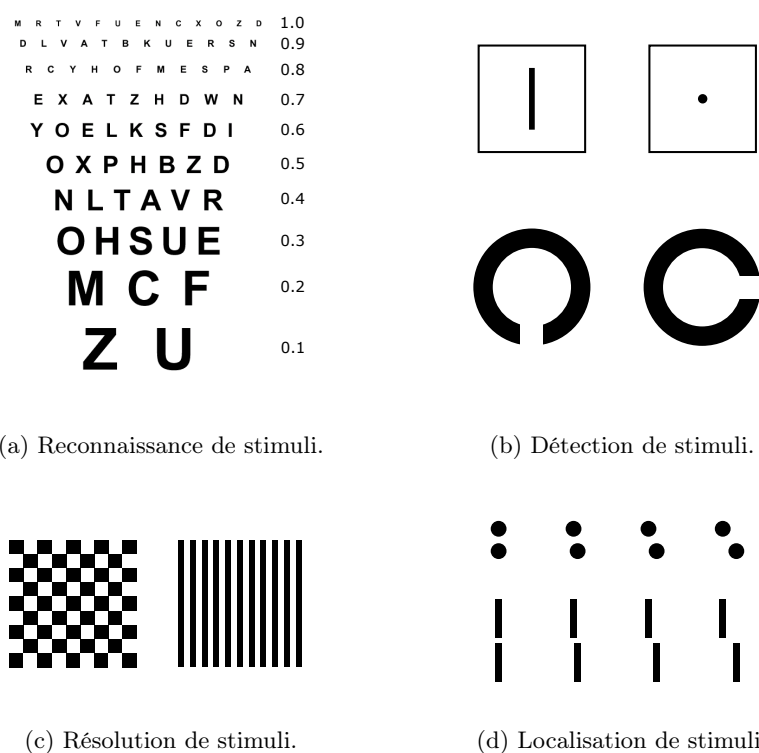 M R T V F U E N C X O Z D 1.0
D L V A T B K U E R S N 0.9
R C Y H O F M E S P A 0.8
E X A T Z H D W N 0.7
Y O E L K S F D I 0.6
O X P H B Z D 0.5
N L T A V R 0.4
O H S U E 0.3
M C F 0.2
Z U 0.1
(a) Reconnaissance de stimuli.
(b) Détection de stimuli.
(c) Résolution de stimuli.
(d) Localisation de stimuli